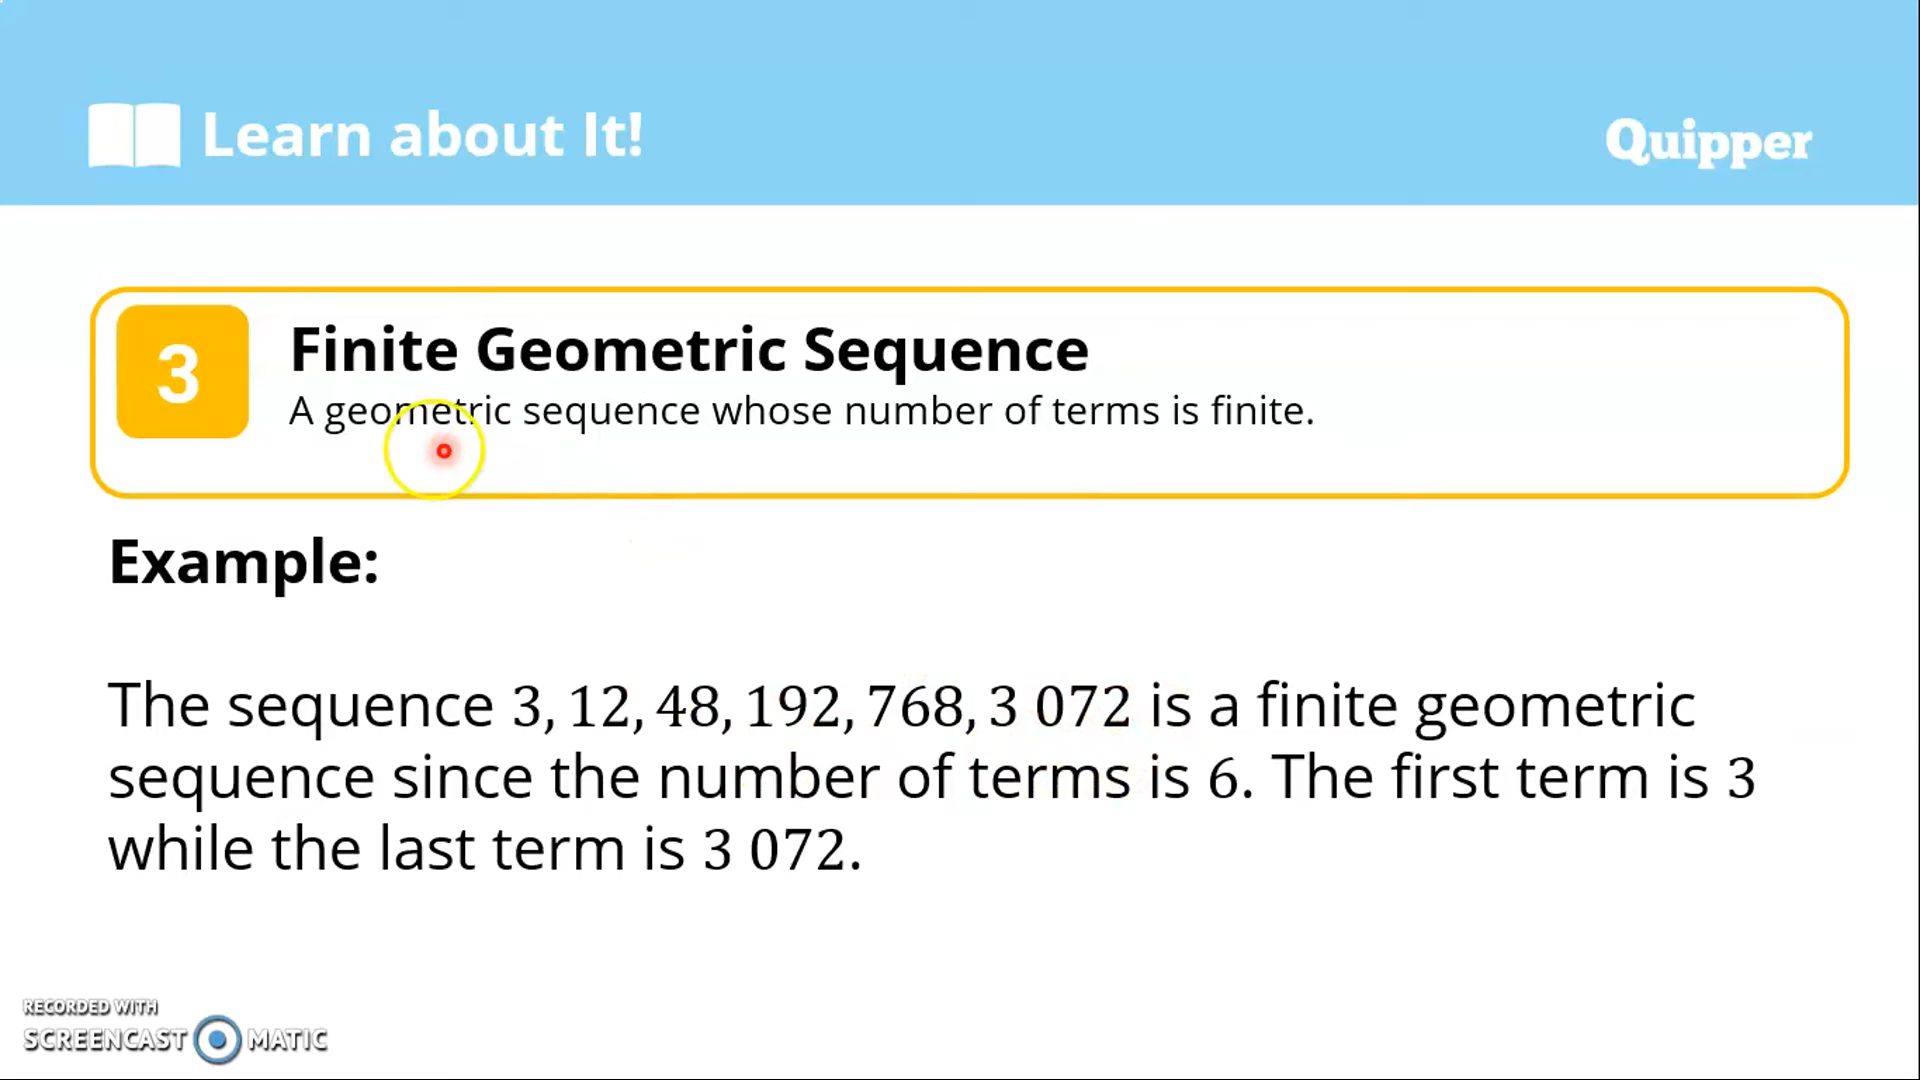 Learn about It!
Quipper
3
Finite Geometric Sequence
A geometric sequence whose number of terms is finite.
Example:
The sequence 3, 12, 48, 192, 768, 3 072 is a finite geometric
sequence since the number of terms is 6. The first term is 3
while the last term is 3 072.
RECORDED WITH
SCREENCAST MATIC